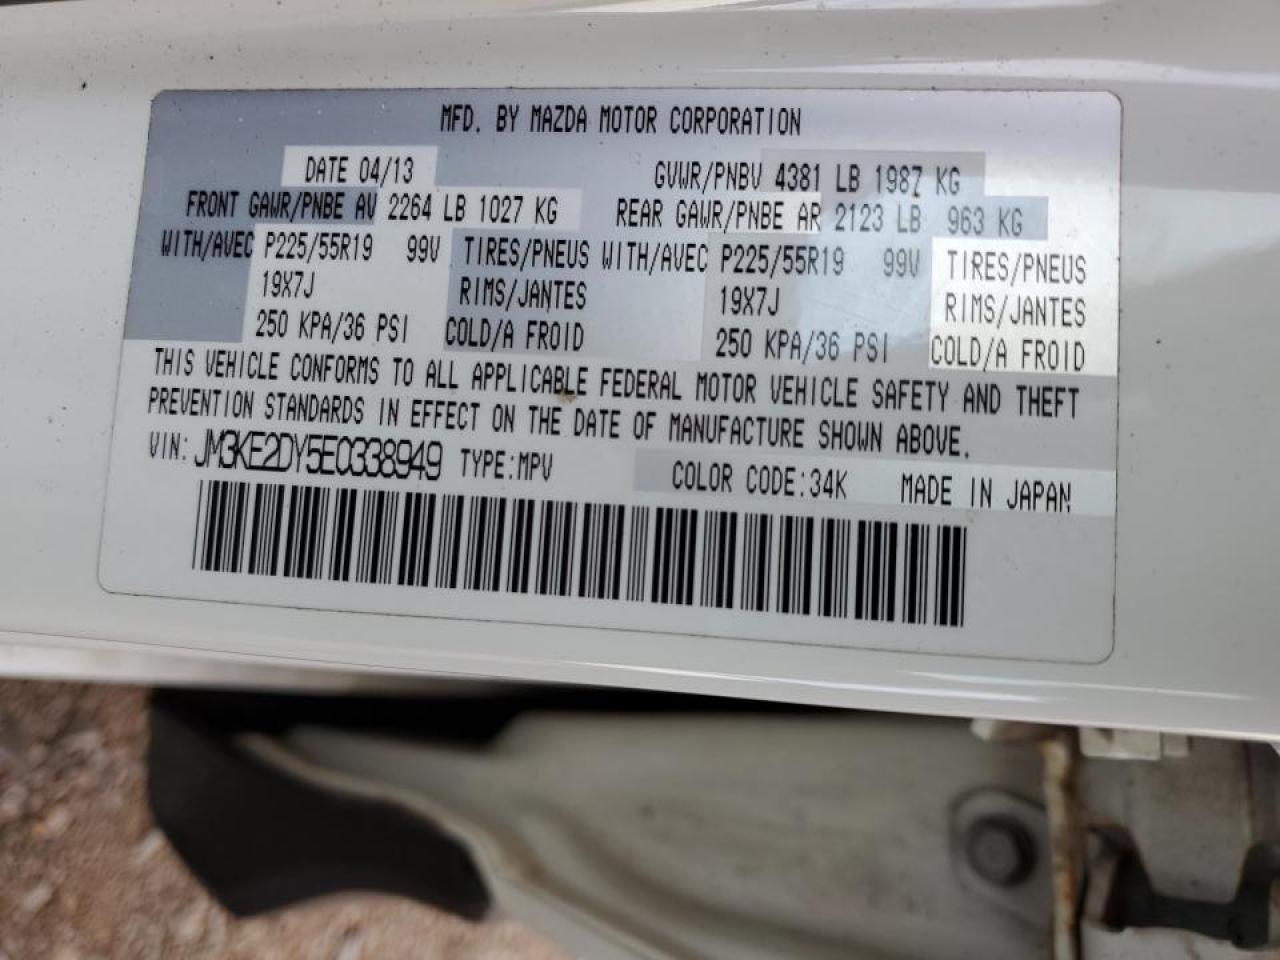 MFD. BY MAZDA MOTOR CORPORATION
DATE 04/13 GVWR/PNBV 4381 LB 1987 KG
FRONT GAWR/PNBE AV 2264 LB 1027 KG REAR GAWR/PNBE AR 2123 LB 963 KG
WITH/AVEC P225/55R19 99V TIRES/PNEUS WITH/AVEC P225/55R19 99V TIRES/PNEUS
19X7J RIMS/JANTES 19X7J RIMS/JANTES
250 KPA/36 PSI COLD/A FROID 250 KPA/36 PSI COLD/A FROID
THIS VEHICLE CONFORMS TO ALL APPLICABLE FEDERAL MOTOR VEHICLE SAFETY AND THEFT
PREVENTION STANDARDS IN EFFECT ON THE DATE OF MANUFACTURE SHOWN ABOVE.
VIN: JM3KE2DY5E0338949 TYPE:MPV COLOR CODE:34K MADE IN JAPAN